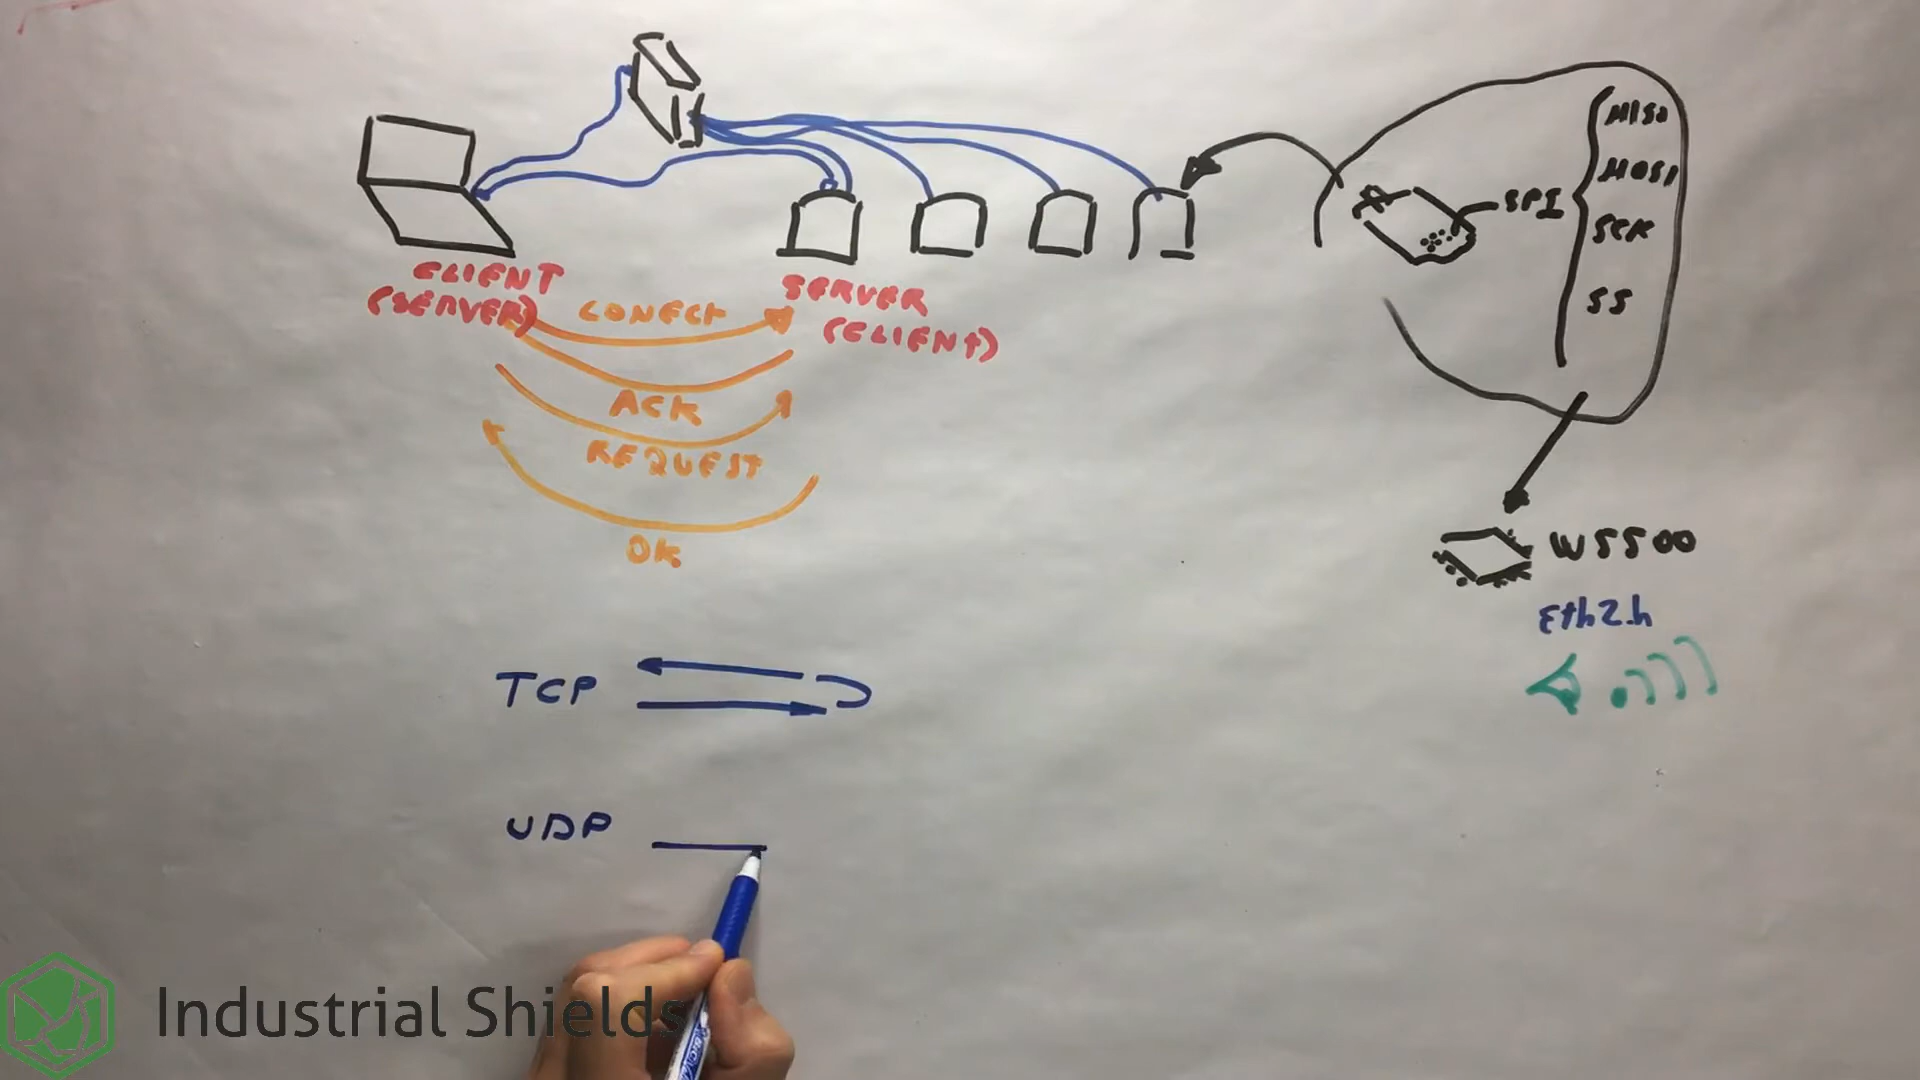 MISO
MOSI
SPI
SCK
SS
CLIENT
(SERVER)
CONECT
SERVER
(CLIENT)
ACK
REQUEST
OK
W5500
Eth2.h
TCP
UDP
Industrial Shields